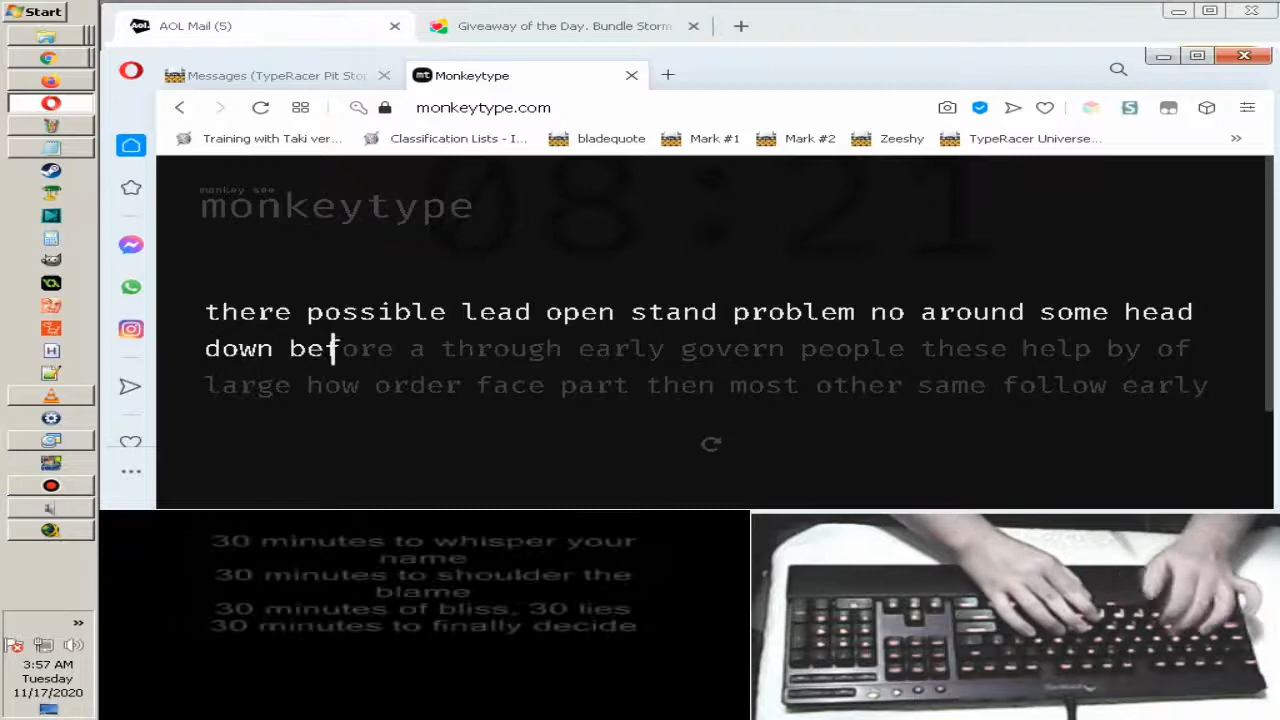 Start
AOL Mail (5)
Giveaway of the Day. Bundle Storm
Messages (TypeRacer Pit Sto
mt Monkeytype
monkeytype.com
Training with Taki ver...
Classification Lists - I...
bladequote
Mark #1
Mark #2
Zeeshy
TypeRacer Universe...
08:21
monkey see
monkeytype
there possible lead open stand problem no around some head
down before a through early govern people these help by of
large how order face part then most other same follow early
30 minutes to whisper your
name
30 minutes to shoulder the
blame
30 minutes of bliss, 30 lies
30 minutes to finally decide
3:57 AM
Tuesday
11/17/2020